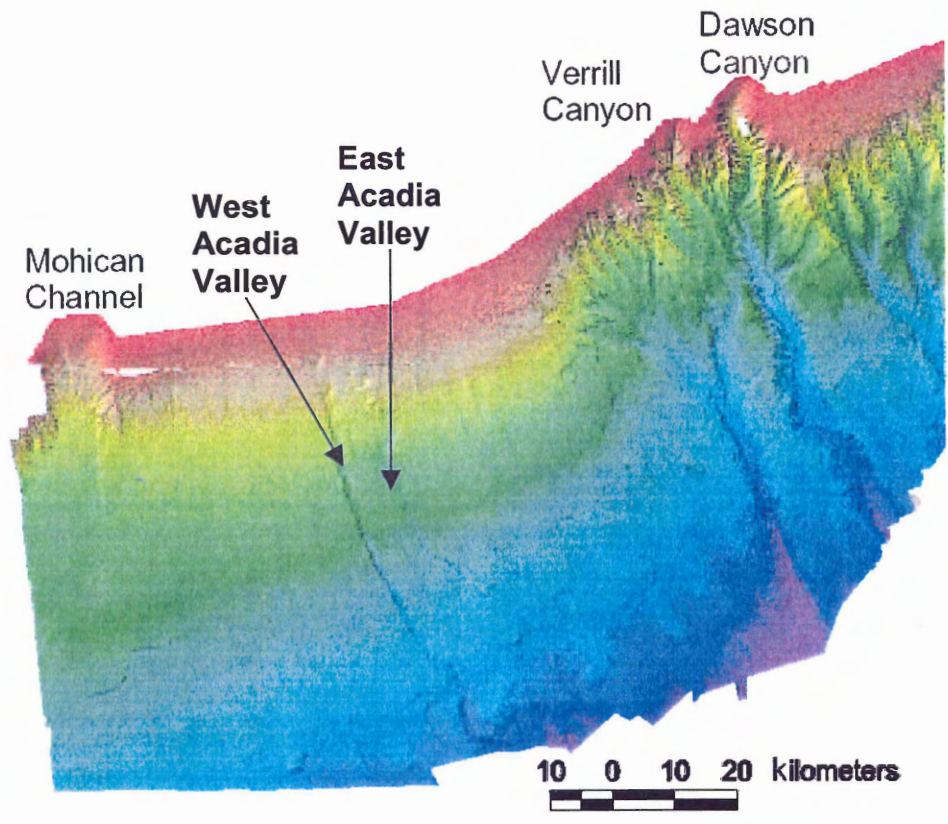 Dawson
Canyon
Verrill
Canyon
East
Acadia
Valley
West
Acadia
Valley
Mohican
Channel
10 0 10 20 kilometers